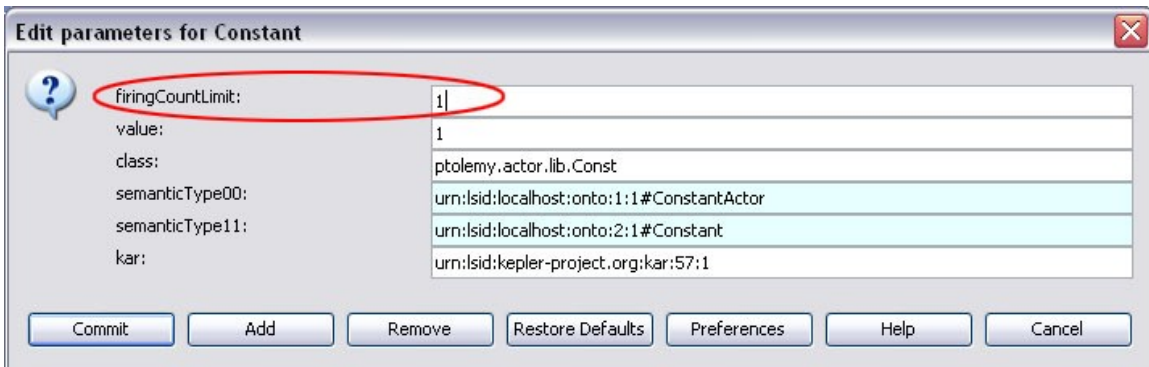 Edit parameters for Constant
firingCountLimit: 1
value: 1
class: ptolemy.actor.lib.Const
semanticType00: urn:lsid:localhost:onto:1:1#ConstantActor
semanticType11: urn:lsid:localhost:onto:2:1#Constant
kar: urn:lsid:kepler-project.org:kar:57:1
Commit Add Remove Restore Defaults Preferences Help Cancel